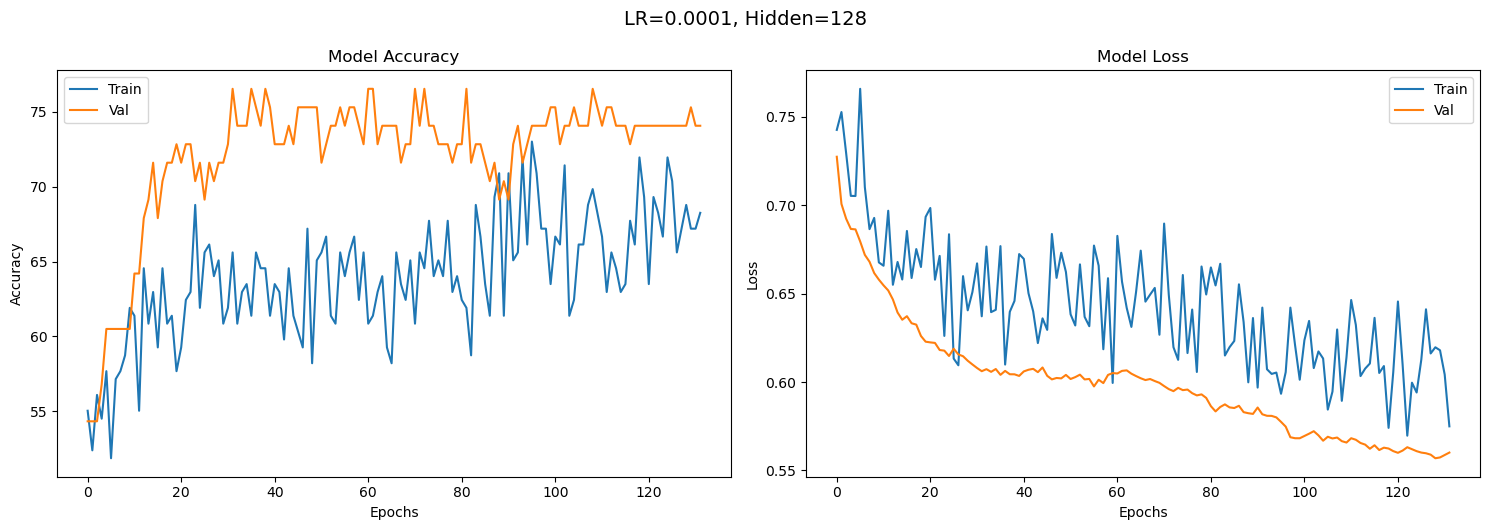 LR=0.0001, Hidden=128
Model Accuracy
Train
Val
Accuracy
75
70
65
60
55
0 20 40 60 80 100 120
Epochs
Model Loss
Train
Val
Loss
0.75
0.70
0.65
0.60
0.55
0 20 40 60 80 100 120
Epochs